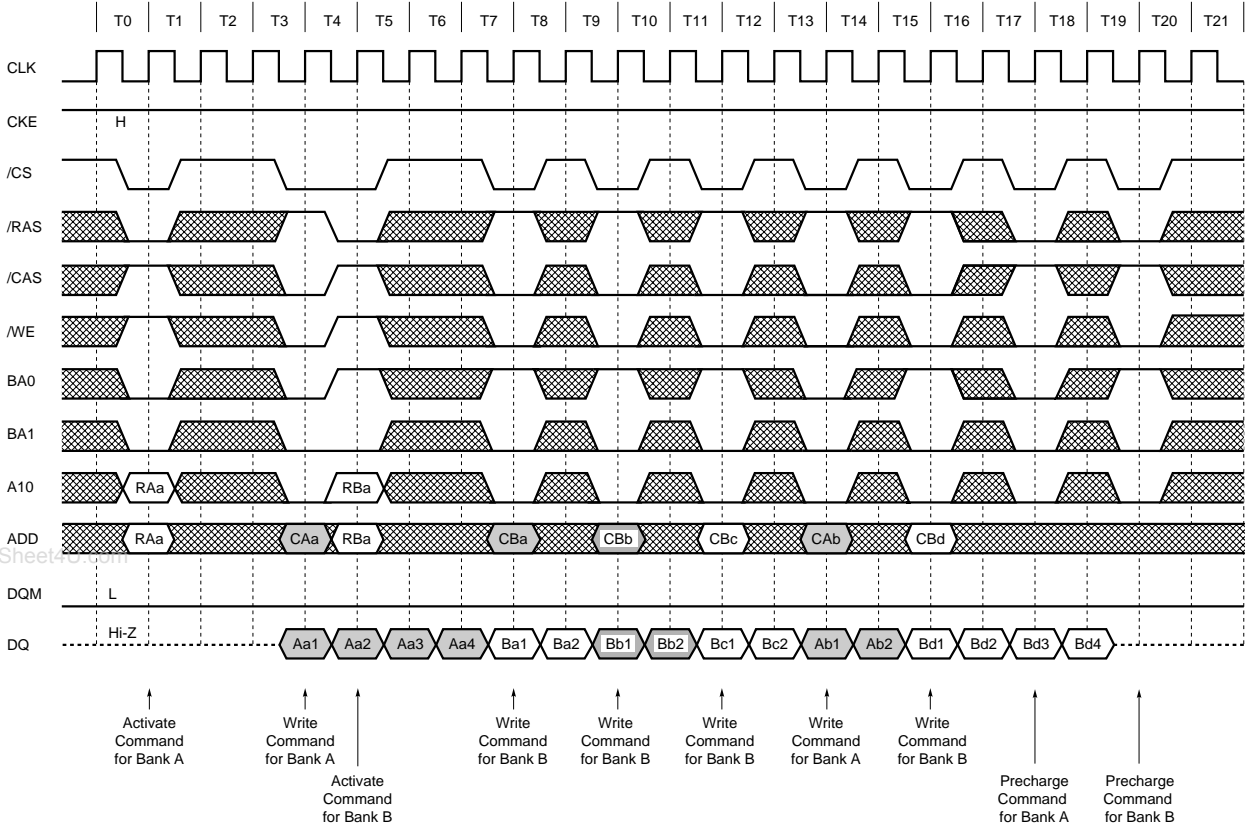 T0 T1 T2 T3 T4 T5 T6 T7 T8 T9 T10 T11 T12 T13 T14 T15 T16 T17 T18 T19 T20 T21
CLK
CKE H
/CS
/RAS
/CAS
/WE
BA0
BA1
A10 RAa RBa
ADD RAa CAa RBa CBa CBb CBc CAb CBd
Sheet4U.com
DQM L
DQ Hi-Z Aa1 Aa2 Aa3 Aa4 Ba1 Ba2 Bb1 Bb2 Bc1 Bc2 Ab1 Ab2 Bd1 Bd2 Bd3 Bd4
Activate
Command
for Bank A
Write
Command
for Bank A
Activate
Command
for Bank B
Write
Command
for Bank B
Write
Command
for Bank B
Write
Command
for Bank B
Write
Command
for Bank A
Write
Command
for Bank B
Precharge
Command
for Bank A
Precharge
Command
for Bank B